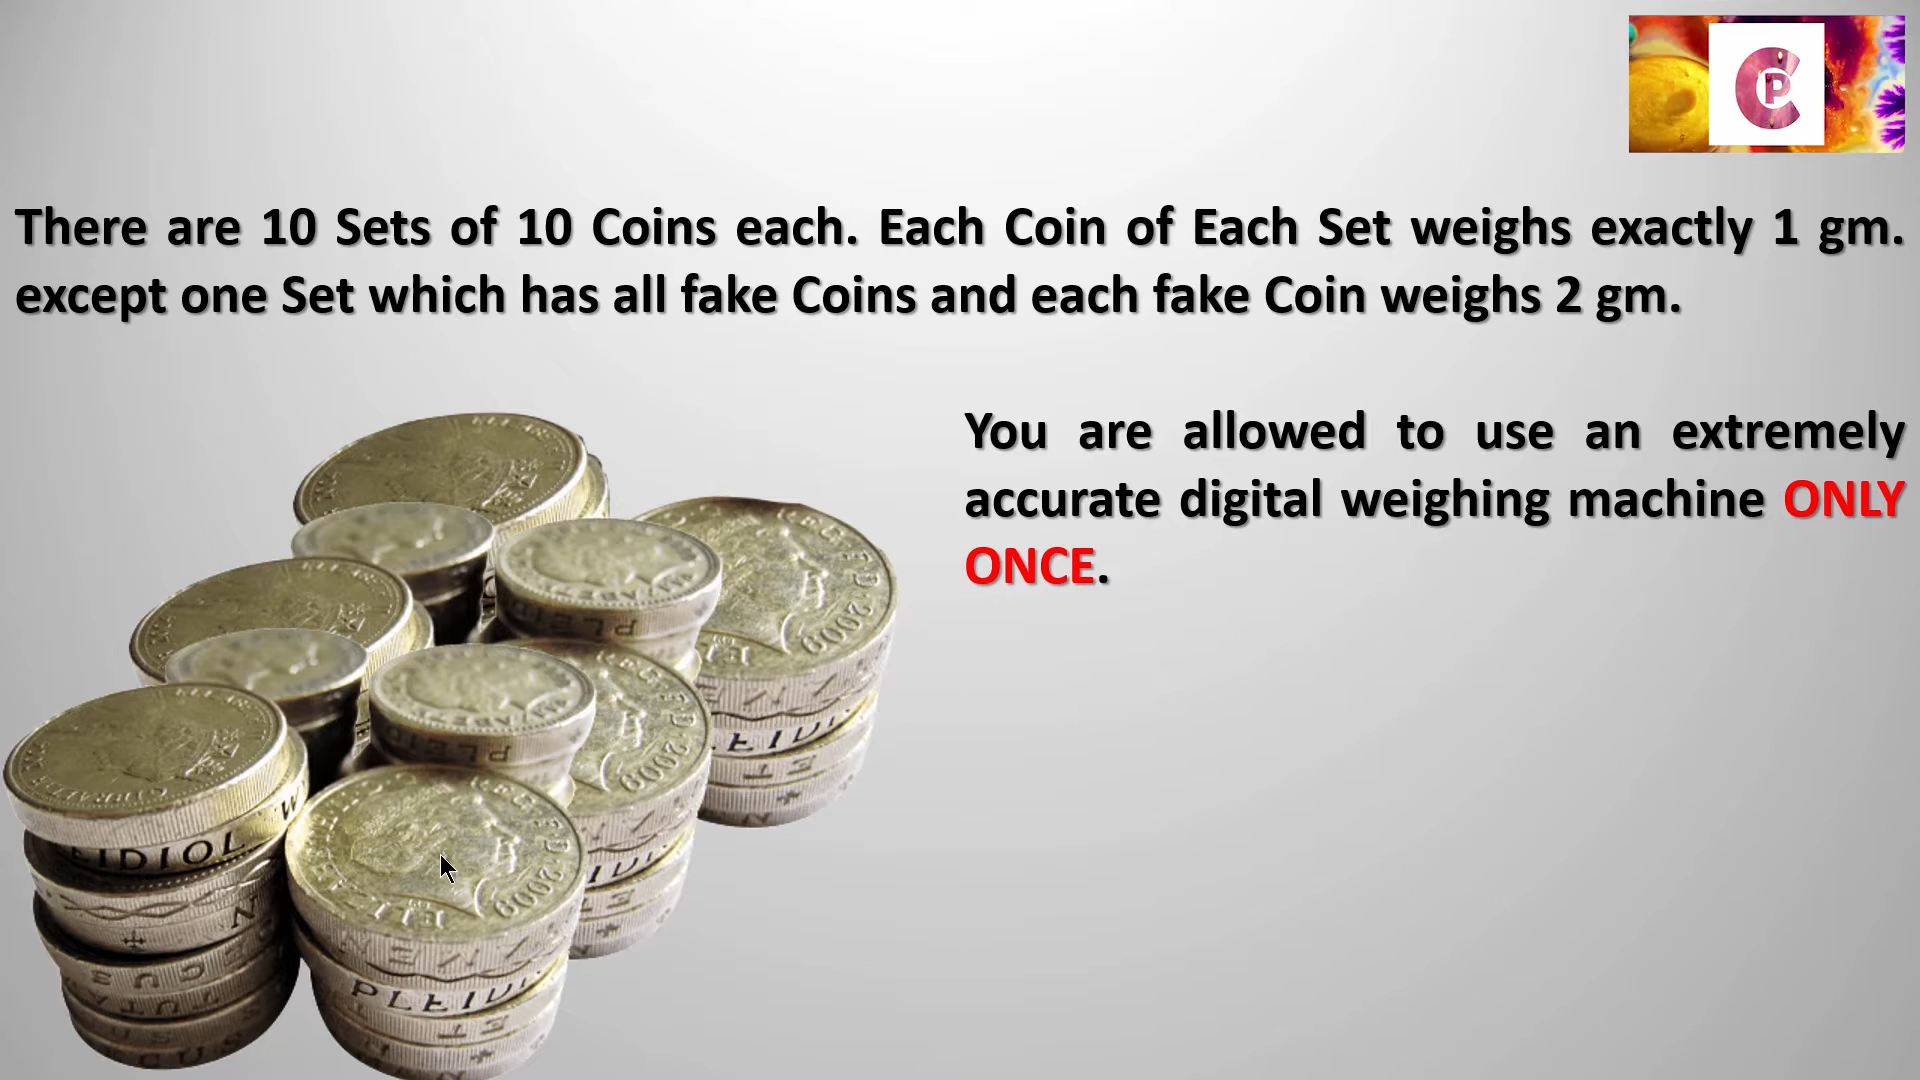 CP
There are 10 Sets of 10 Coins each. Each Coin of Each Set weighs exactly 1 gm.
except one Set which has all fake Coins and each fake Coin weighs 2 gm.
You are allowed to use an extremely
accurate digital weighing machine ONLY
ONCE.